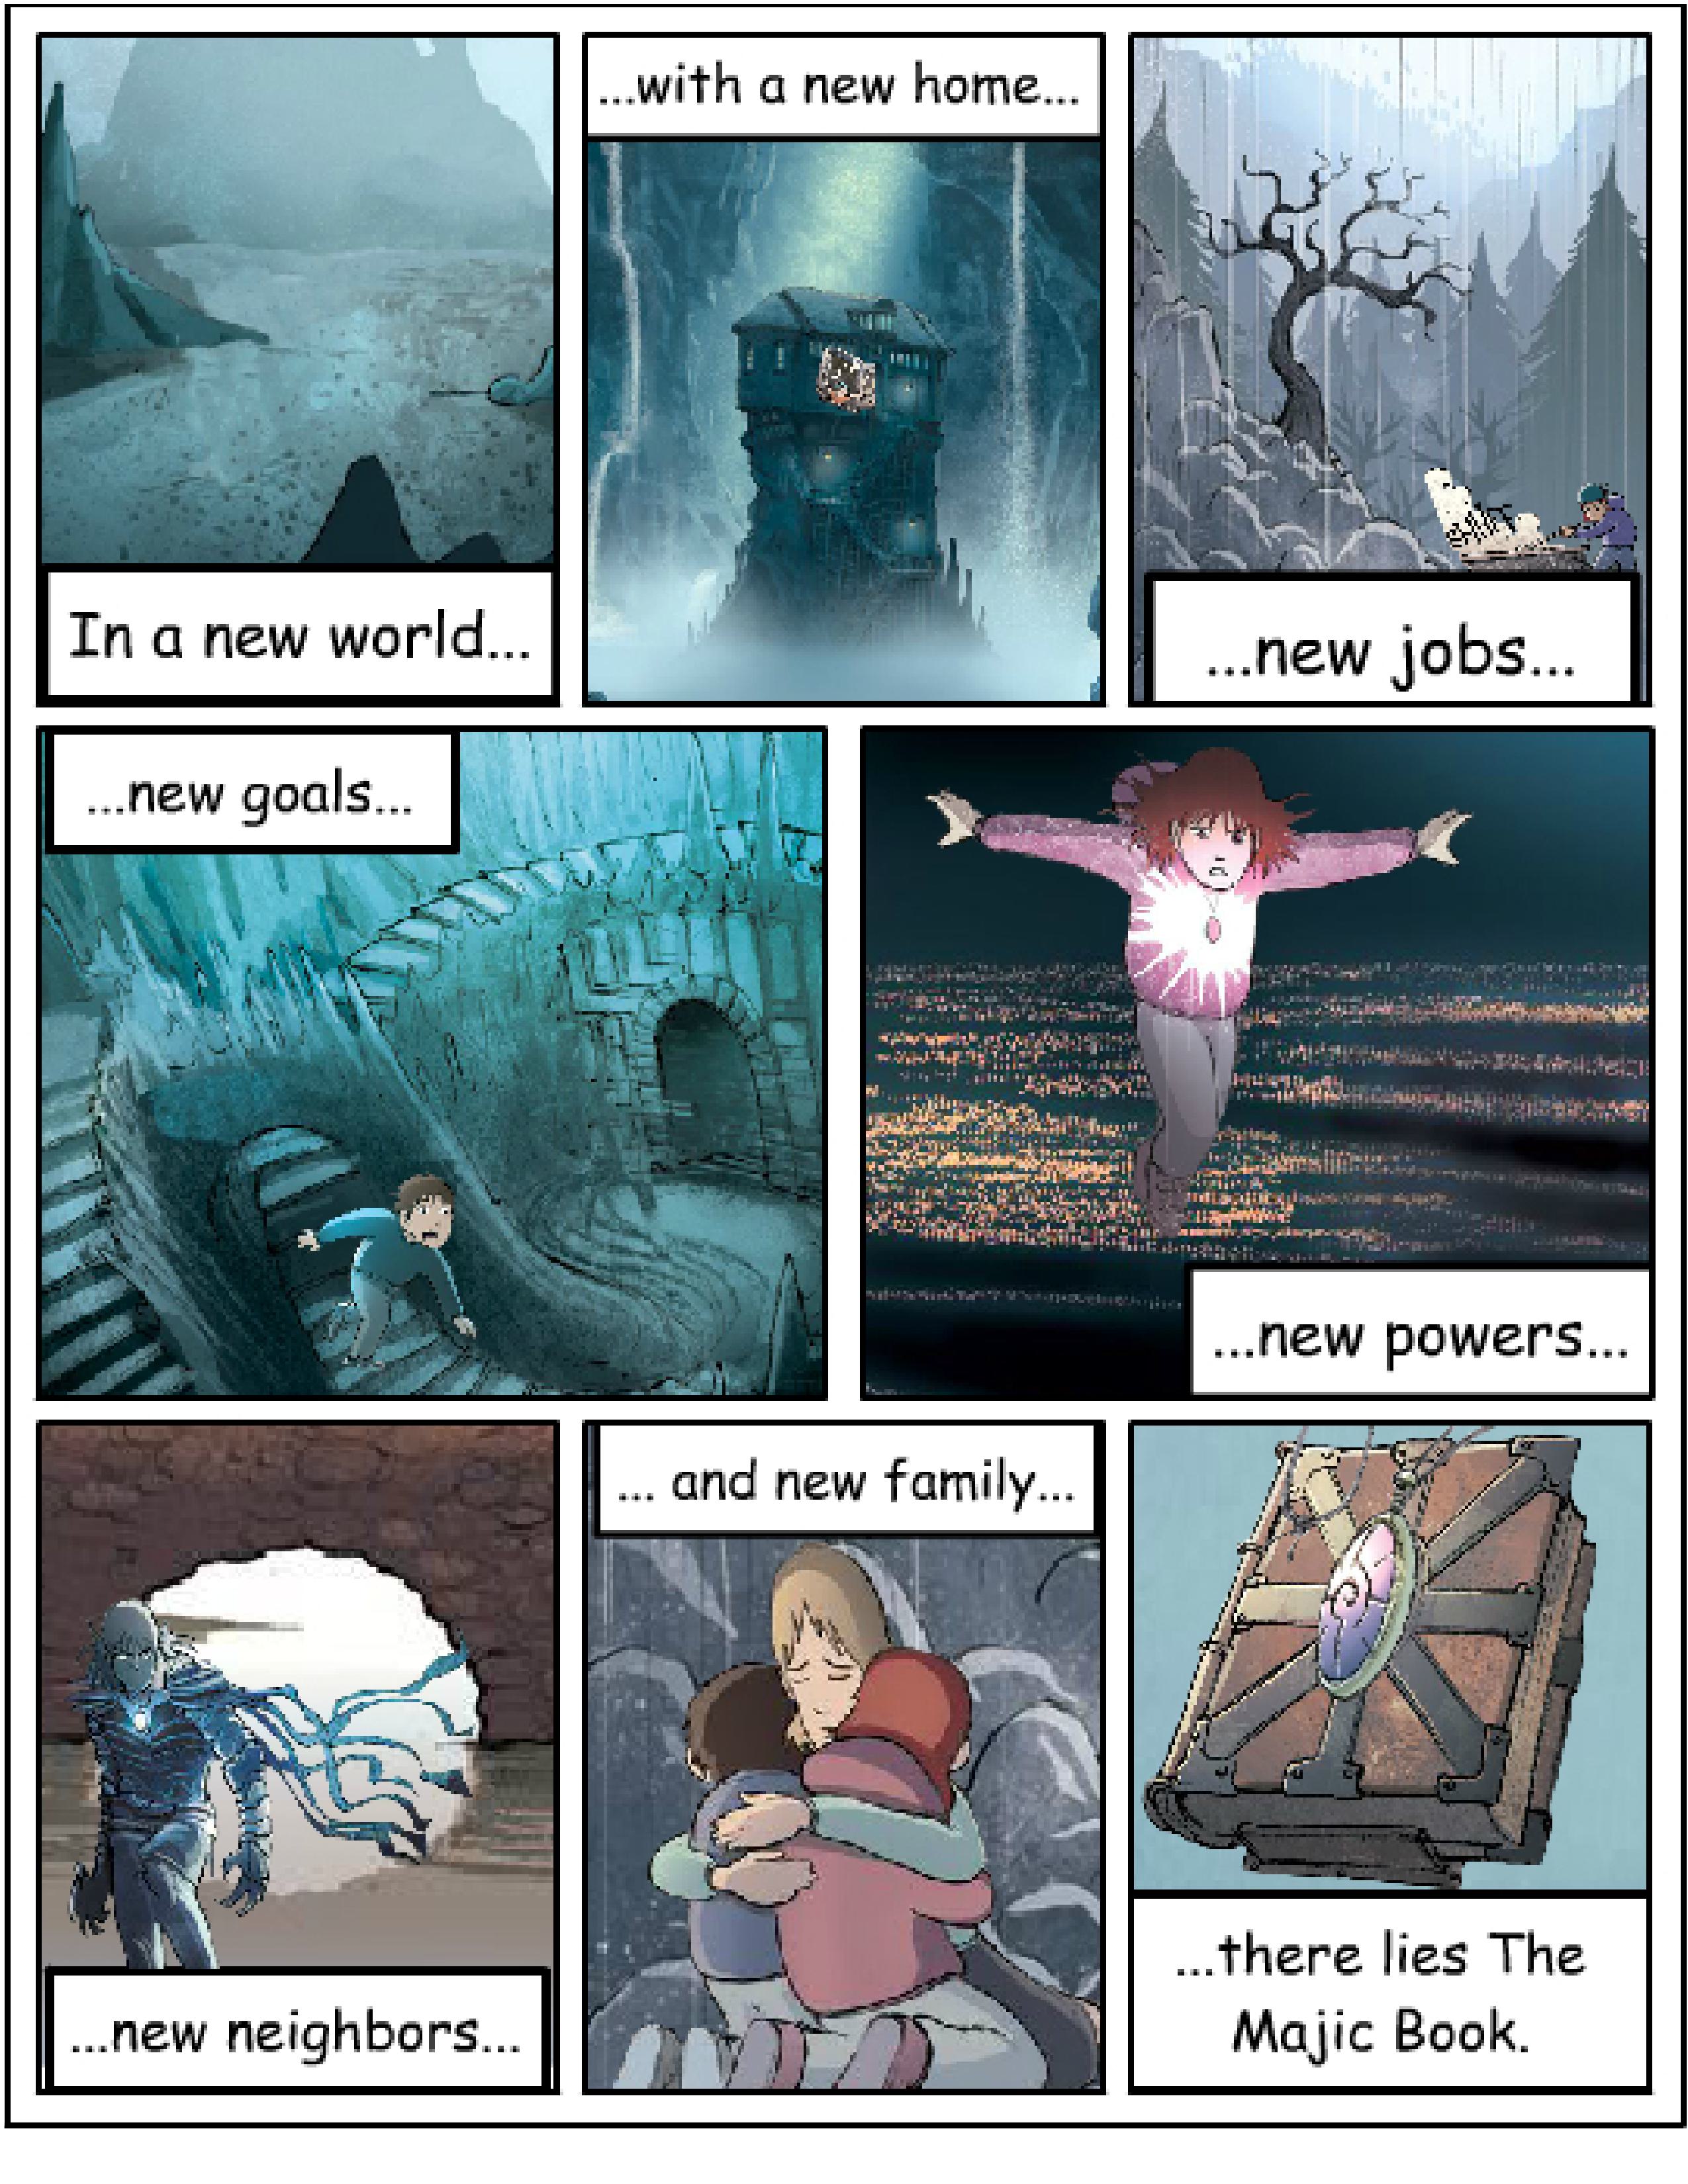 In a new world...
...with a new home...
...new jobs...
...new goals...
...new powers...
...new neighbors...
... and new family...
...there lies The
Majic Book.